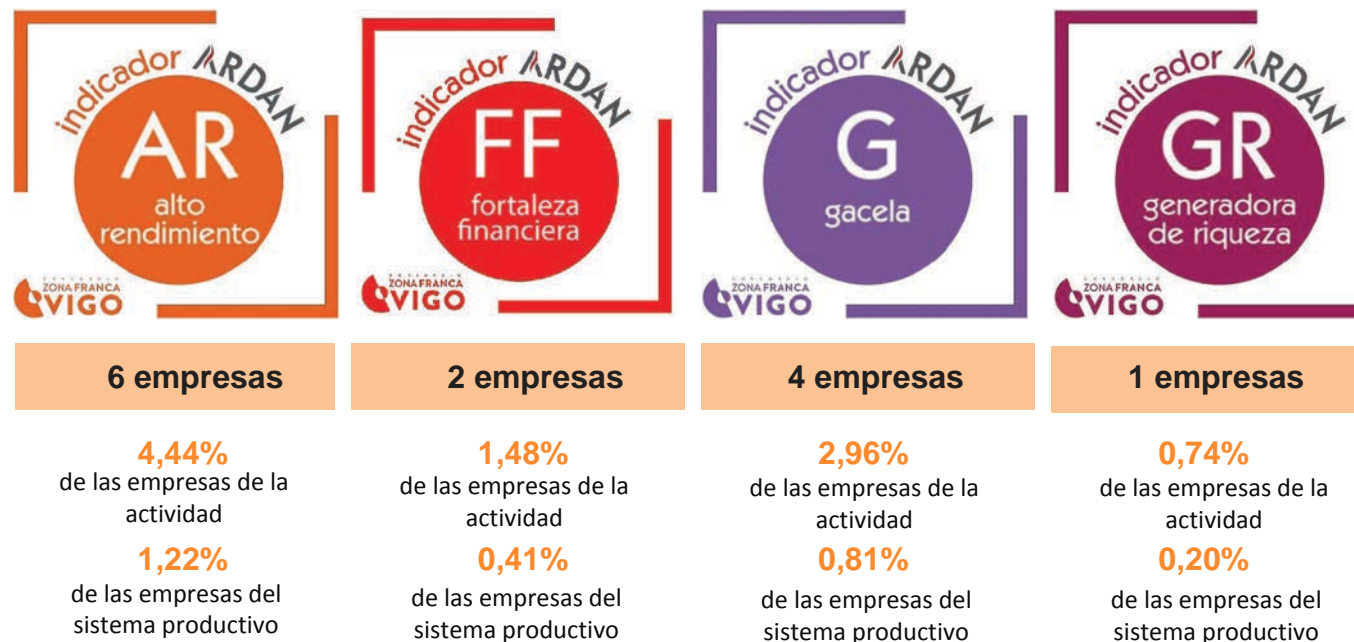 indicador ARDAN
AR
alto
rendimiento
CONSORCIO
ZONA FRANCA
VIGO
6 empresas
4,44%
de las empresas de la
actividad
1,22%
de las empresas del
sistema productivo
indicador ARDAN
FF
fortaleza
financiera
CONSORCIO
ZONA FRANCA
VIGO
2 empresas
1,48%
de las empresas de la
actividad
0,41%
de las empresas del
sistema productivo
indicador ARDAN
G
gacela
CONSORCIO
ZONA FRANCA
VIGO
4 empresas
2,96%
de las empresas de la
actividad
0,81%
de las empresas del
sistema productivo
indicador ARDAN
GR
generadora
de riqueza
CONSORCIO
ZONA FRANCA
VIGO
1 empresas
0,74%
de las empresas de la
actividad
0,20%
de las empresas del
sistema productivo